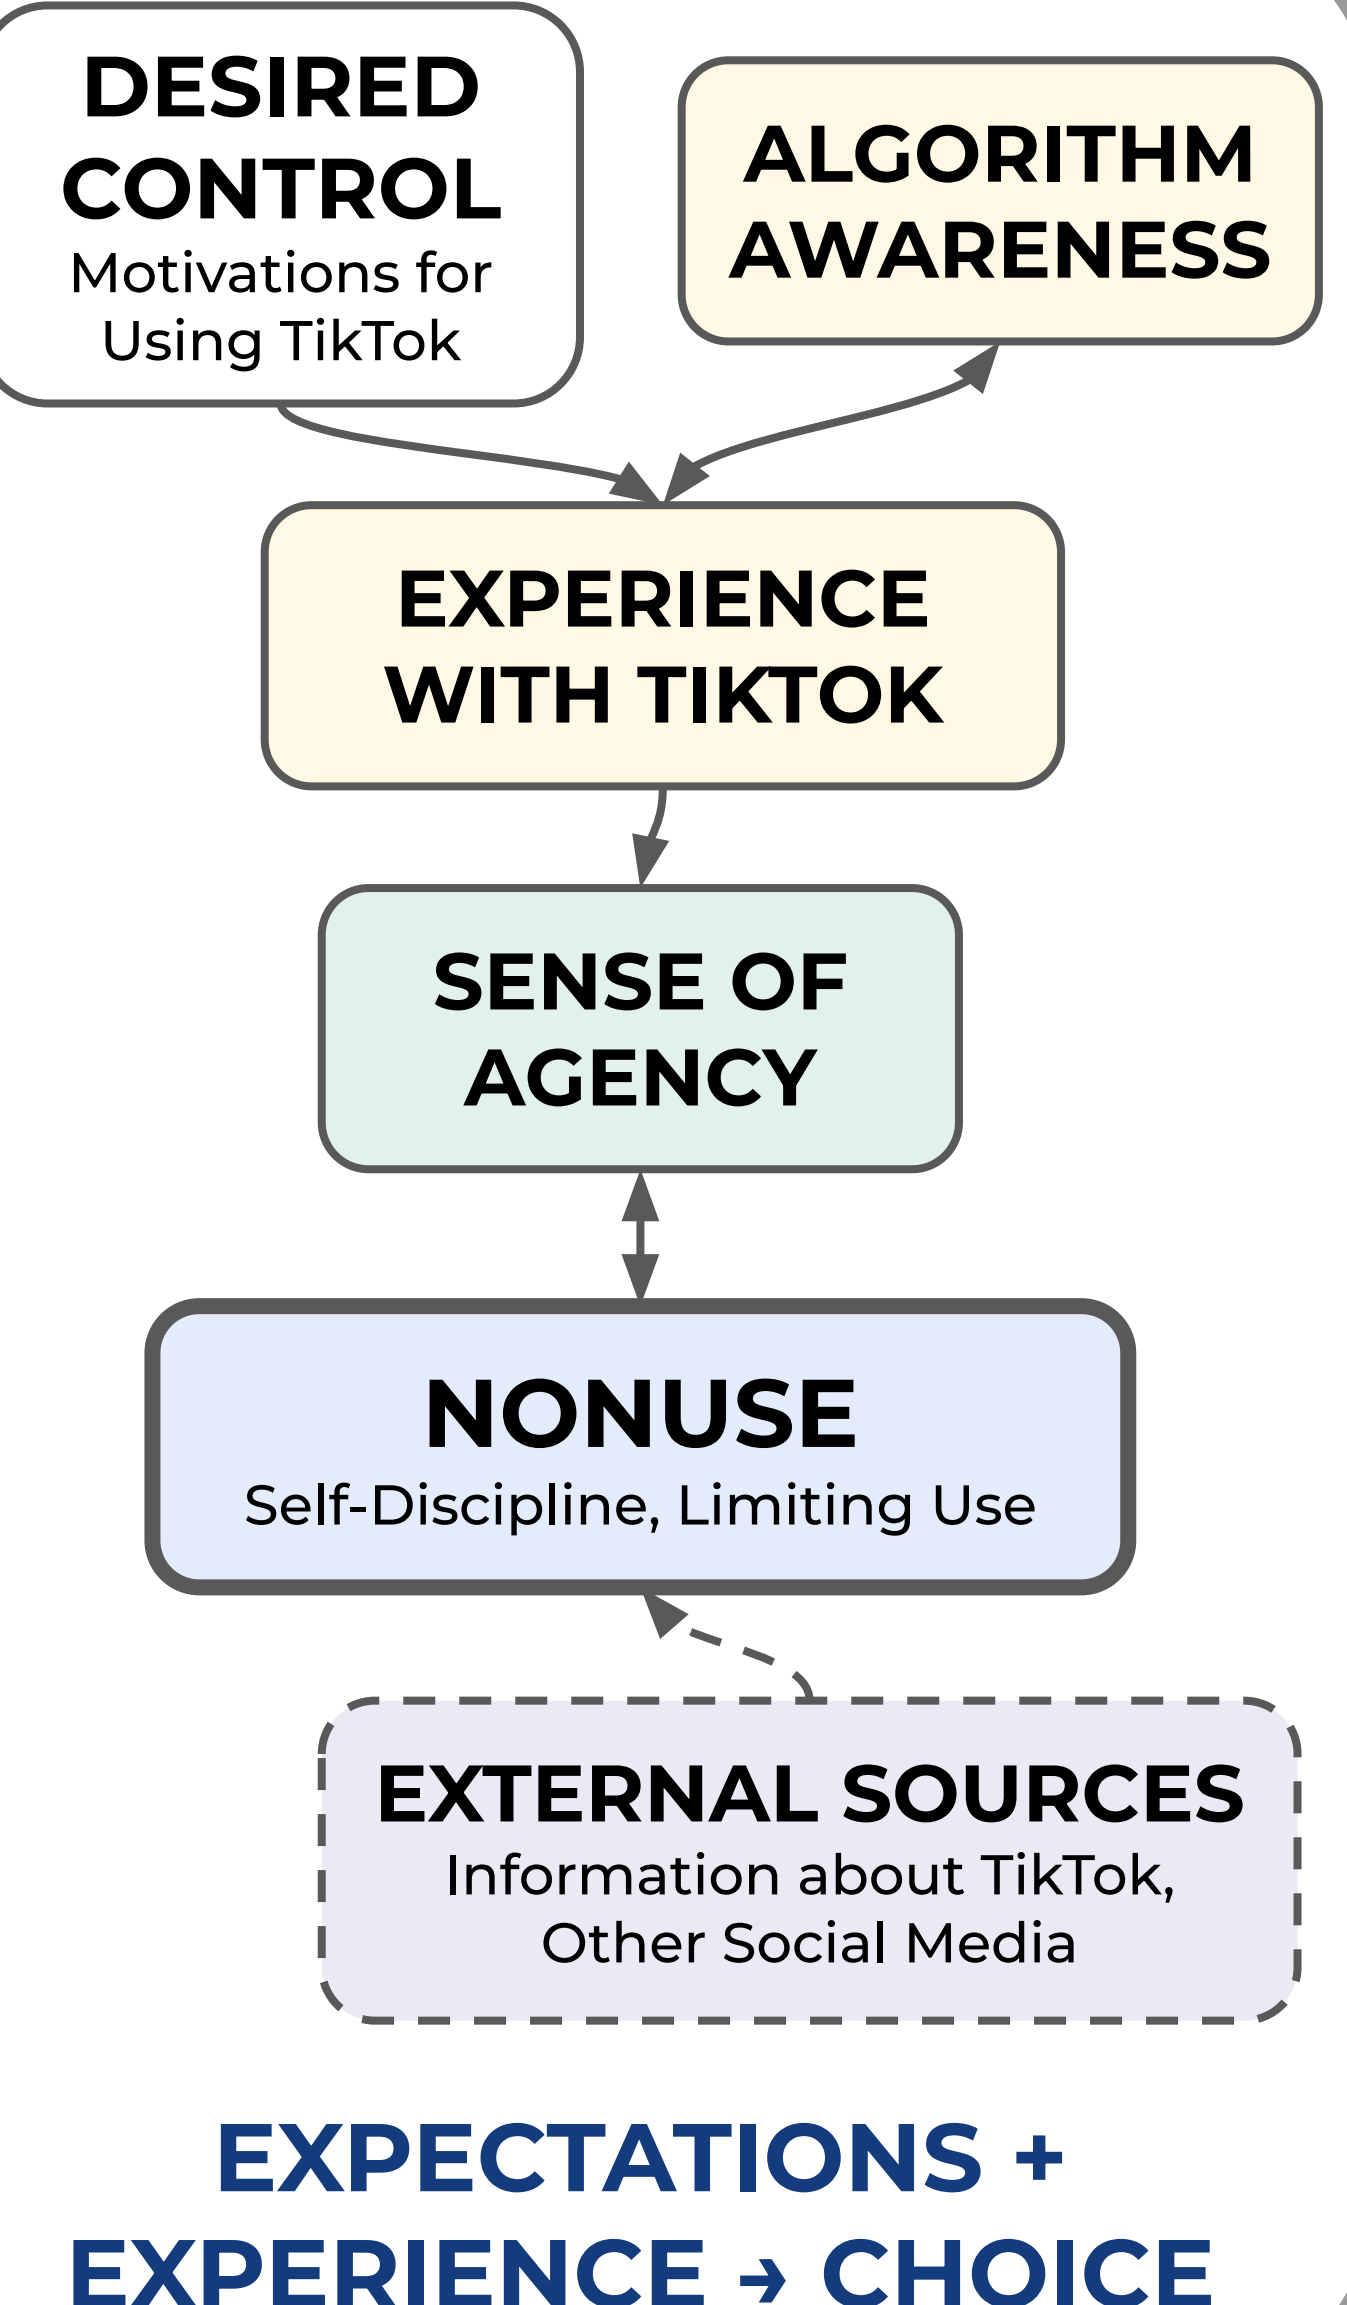 DESIRED
CONTROL
Motivations for
Using TikTok
ALGORITHM
AWARENESS
EXPERIENCE
WITH TIKTOK
SENSE OF
AGENCY
NONUSE
Self-Discipline, Limiting Use
EXTERNAL SOURCES
Information about TikTok,
Other Social Media
EXPECTATIONS +
EXPERIENCE → CHOICE